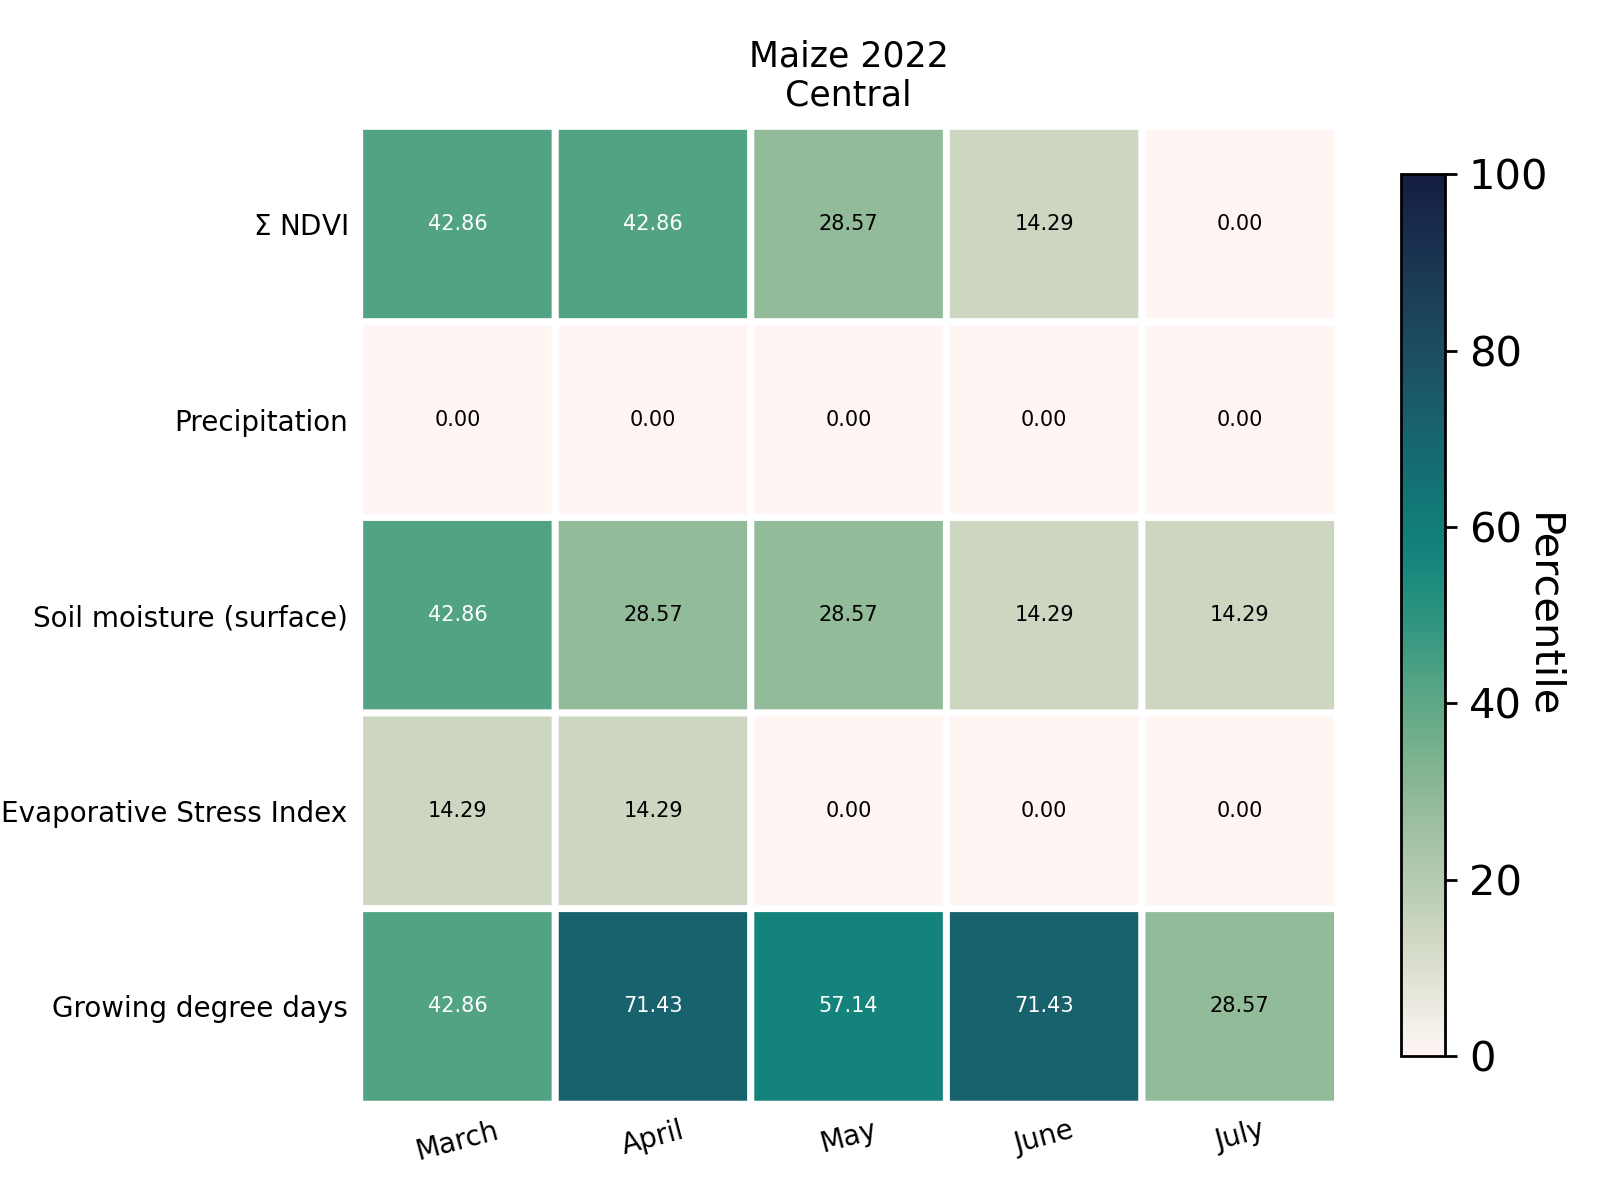 Maize 2022
Central
Σ NDVI 42.86 42.86 28.57 14.29 0.00
Precipitation 0.00 0.00 0.00 0.00 0.00
Soil moisture (surface) 42.86 28.57 28.57 14.29 14.29
Evaporative Stress Index 14.29 14.29 0.00 0.00 0.00
Growing degree days 42.86 71.43 57.14 71.43 28.57
March April May June July
100
80
60
40
20
0
Percentile